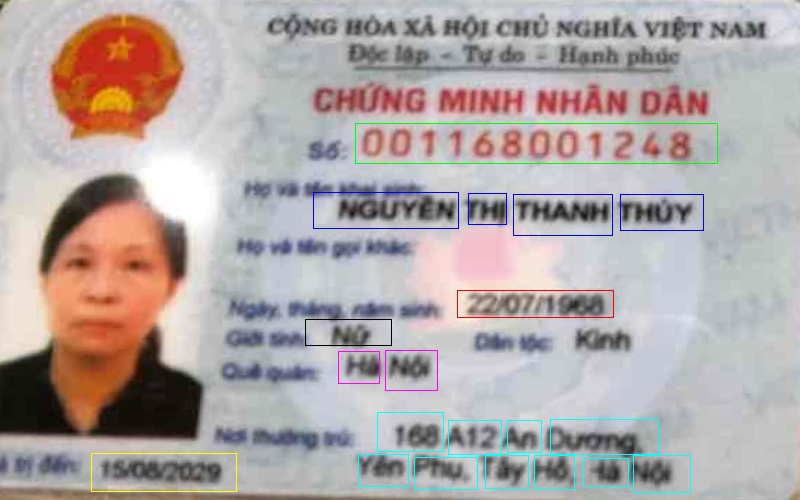 CỘNG HÒA XÃ HỘI CHỦ NGHĨA VIỆT NAM
Độc lập - Tự do - Hạnh phúc
CHỨNG MINH NHÂN DÂN
Số: 001168001248
Họ và tên khai sinh:
NGUYỄN THỊ THANH THỦY
Họ và tên gọi khác:
Ngày, tháng, năm sinh: 22/07/1968
Giới tính: Nữ Dân tộc: Kinh
Quê quán: Hà Nội
Nơi thường trú: 168 A12 An Dương,
Yên Phụ, Tây Hồ, Hà Nội
trị đến: 15/08/2029